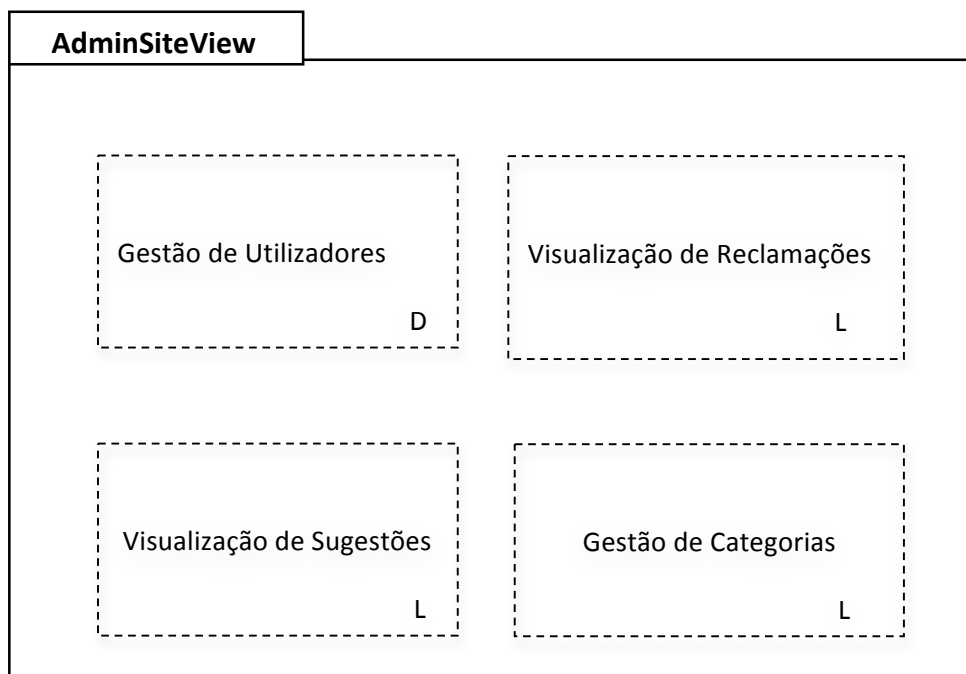 AdminSiteView
Gestão de Utilizadores
D
Visualização de Reclamações
L
Visualização de Sugestões
L
Gestão de Categorias
L